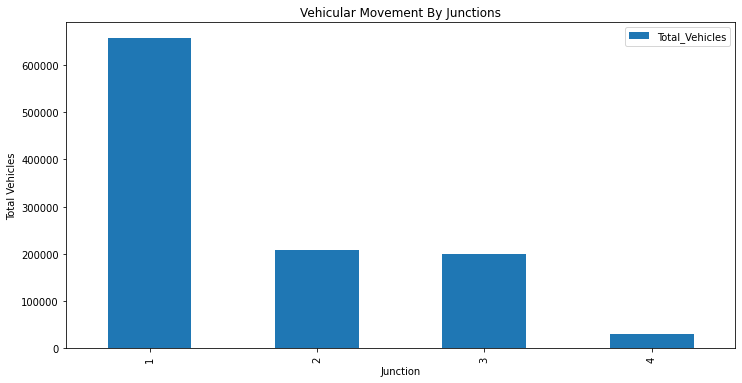 Vehicular Movement By Junctions
Total_Vehicles
600000
500000
400000
300000
200000
100000
0
Total Vehicles
1
2
3
4
Junction